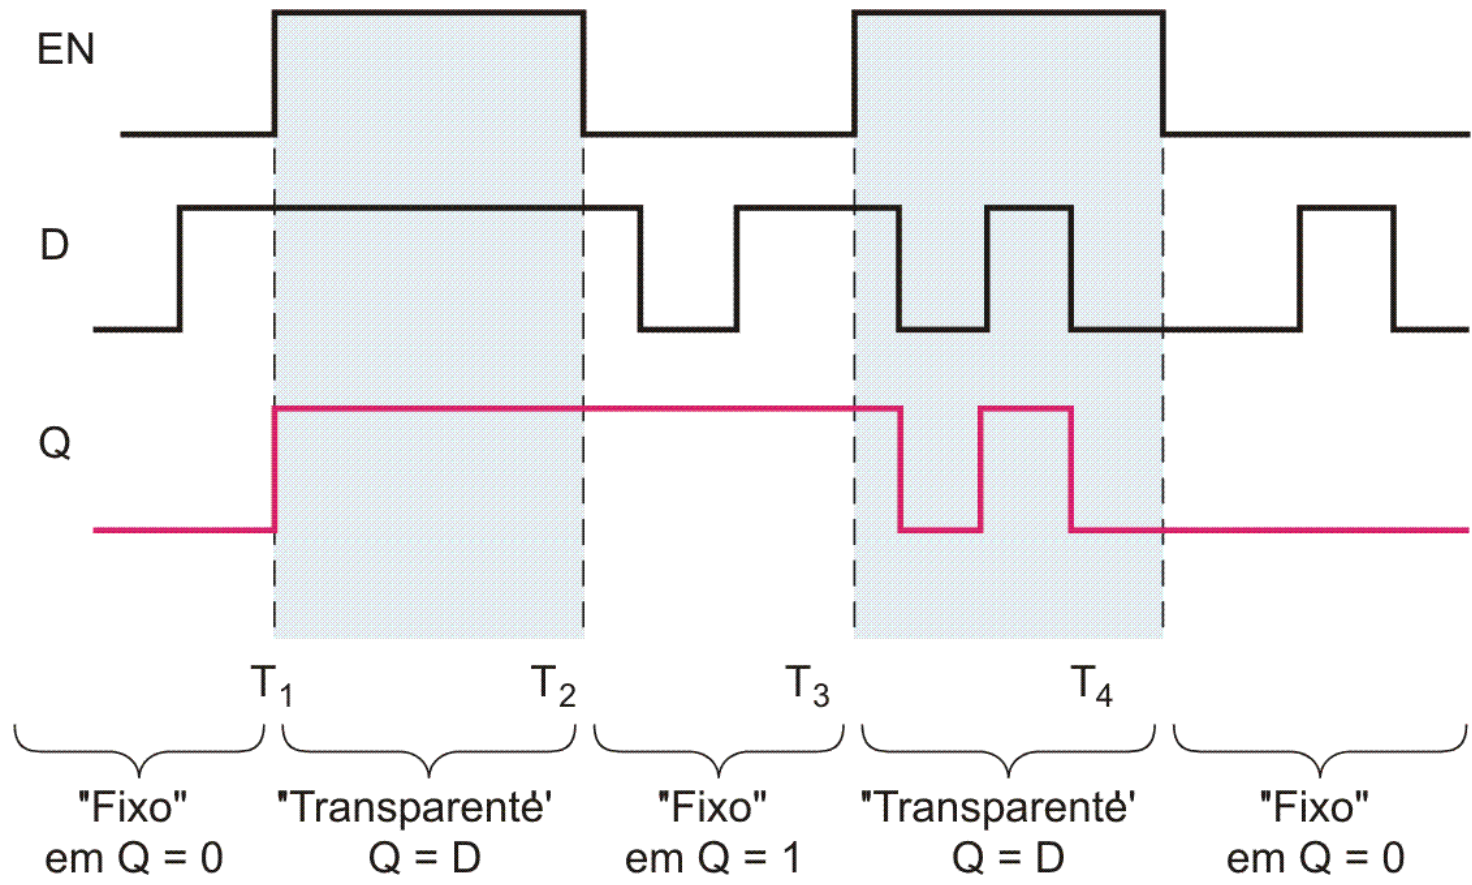 EN
D
Q
T1 T2 T3 T4
"Fixo" "Transparente" "Fixo" "Transparente" "Fixo"
em Q = 0 Q = D em Q = 1 Q = D em Q = 0